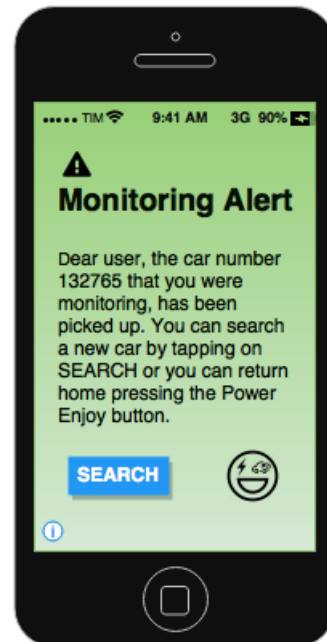 TIM 9:41 AM 3G 90%
Monitoring Alert
Dear user, the car number
132765 that you were
monitoring, has been
picked up. You can search
a new car by tapping on
SEARCH or you can return
home pressing the Power
Enjoy button.
SEARCH
i